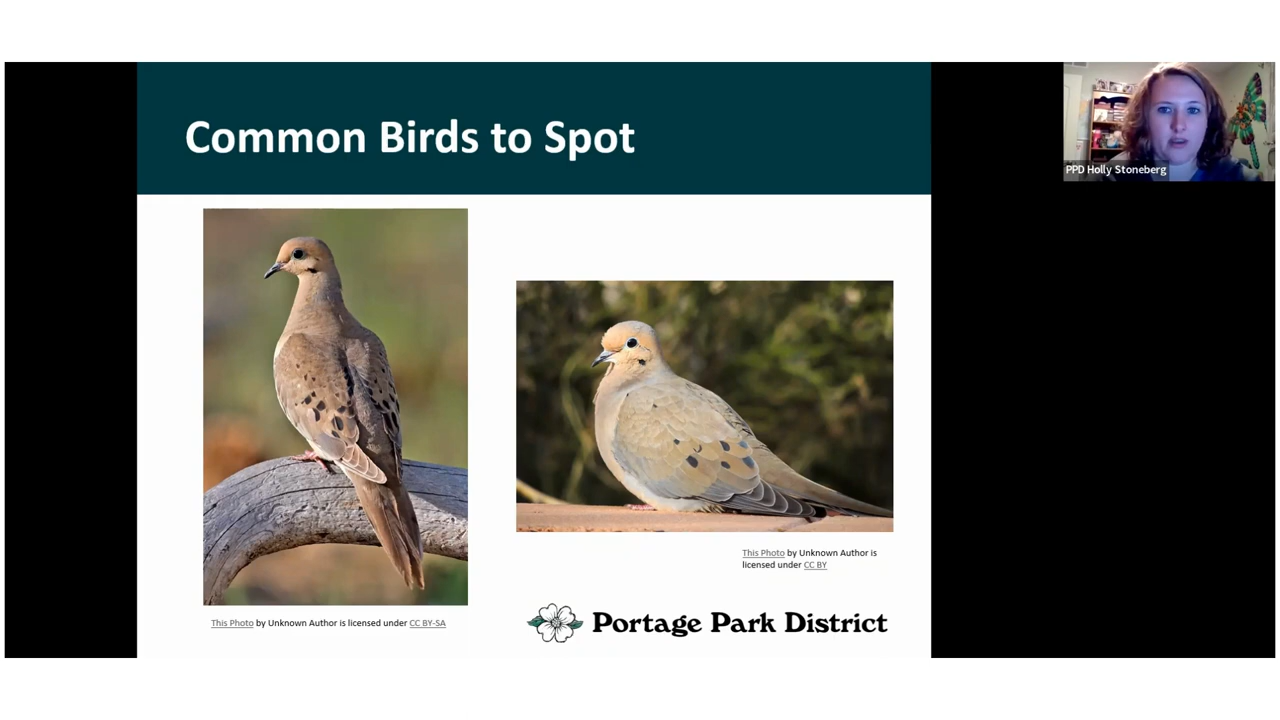 Common Birds to Spot
PPD Holly Stoneberg
This Photo by Unknown Author is
licensed under CC BY
This Photo by Unknown Author is licensed under CC BY-SA
Portage Park District